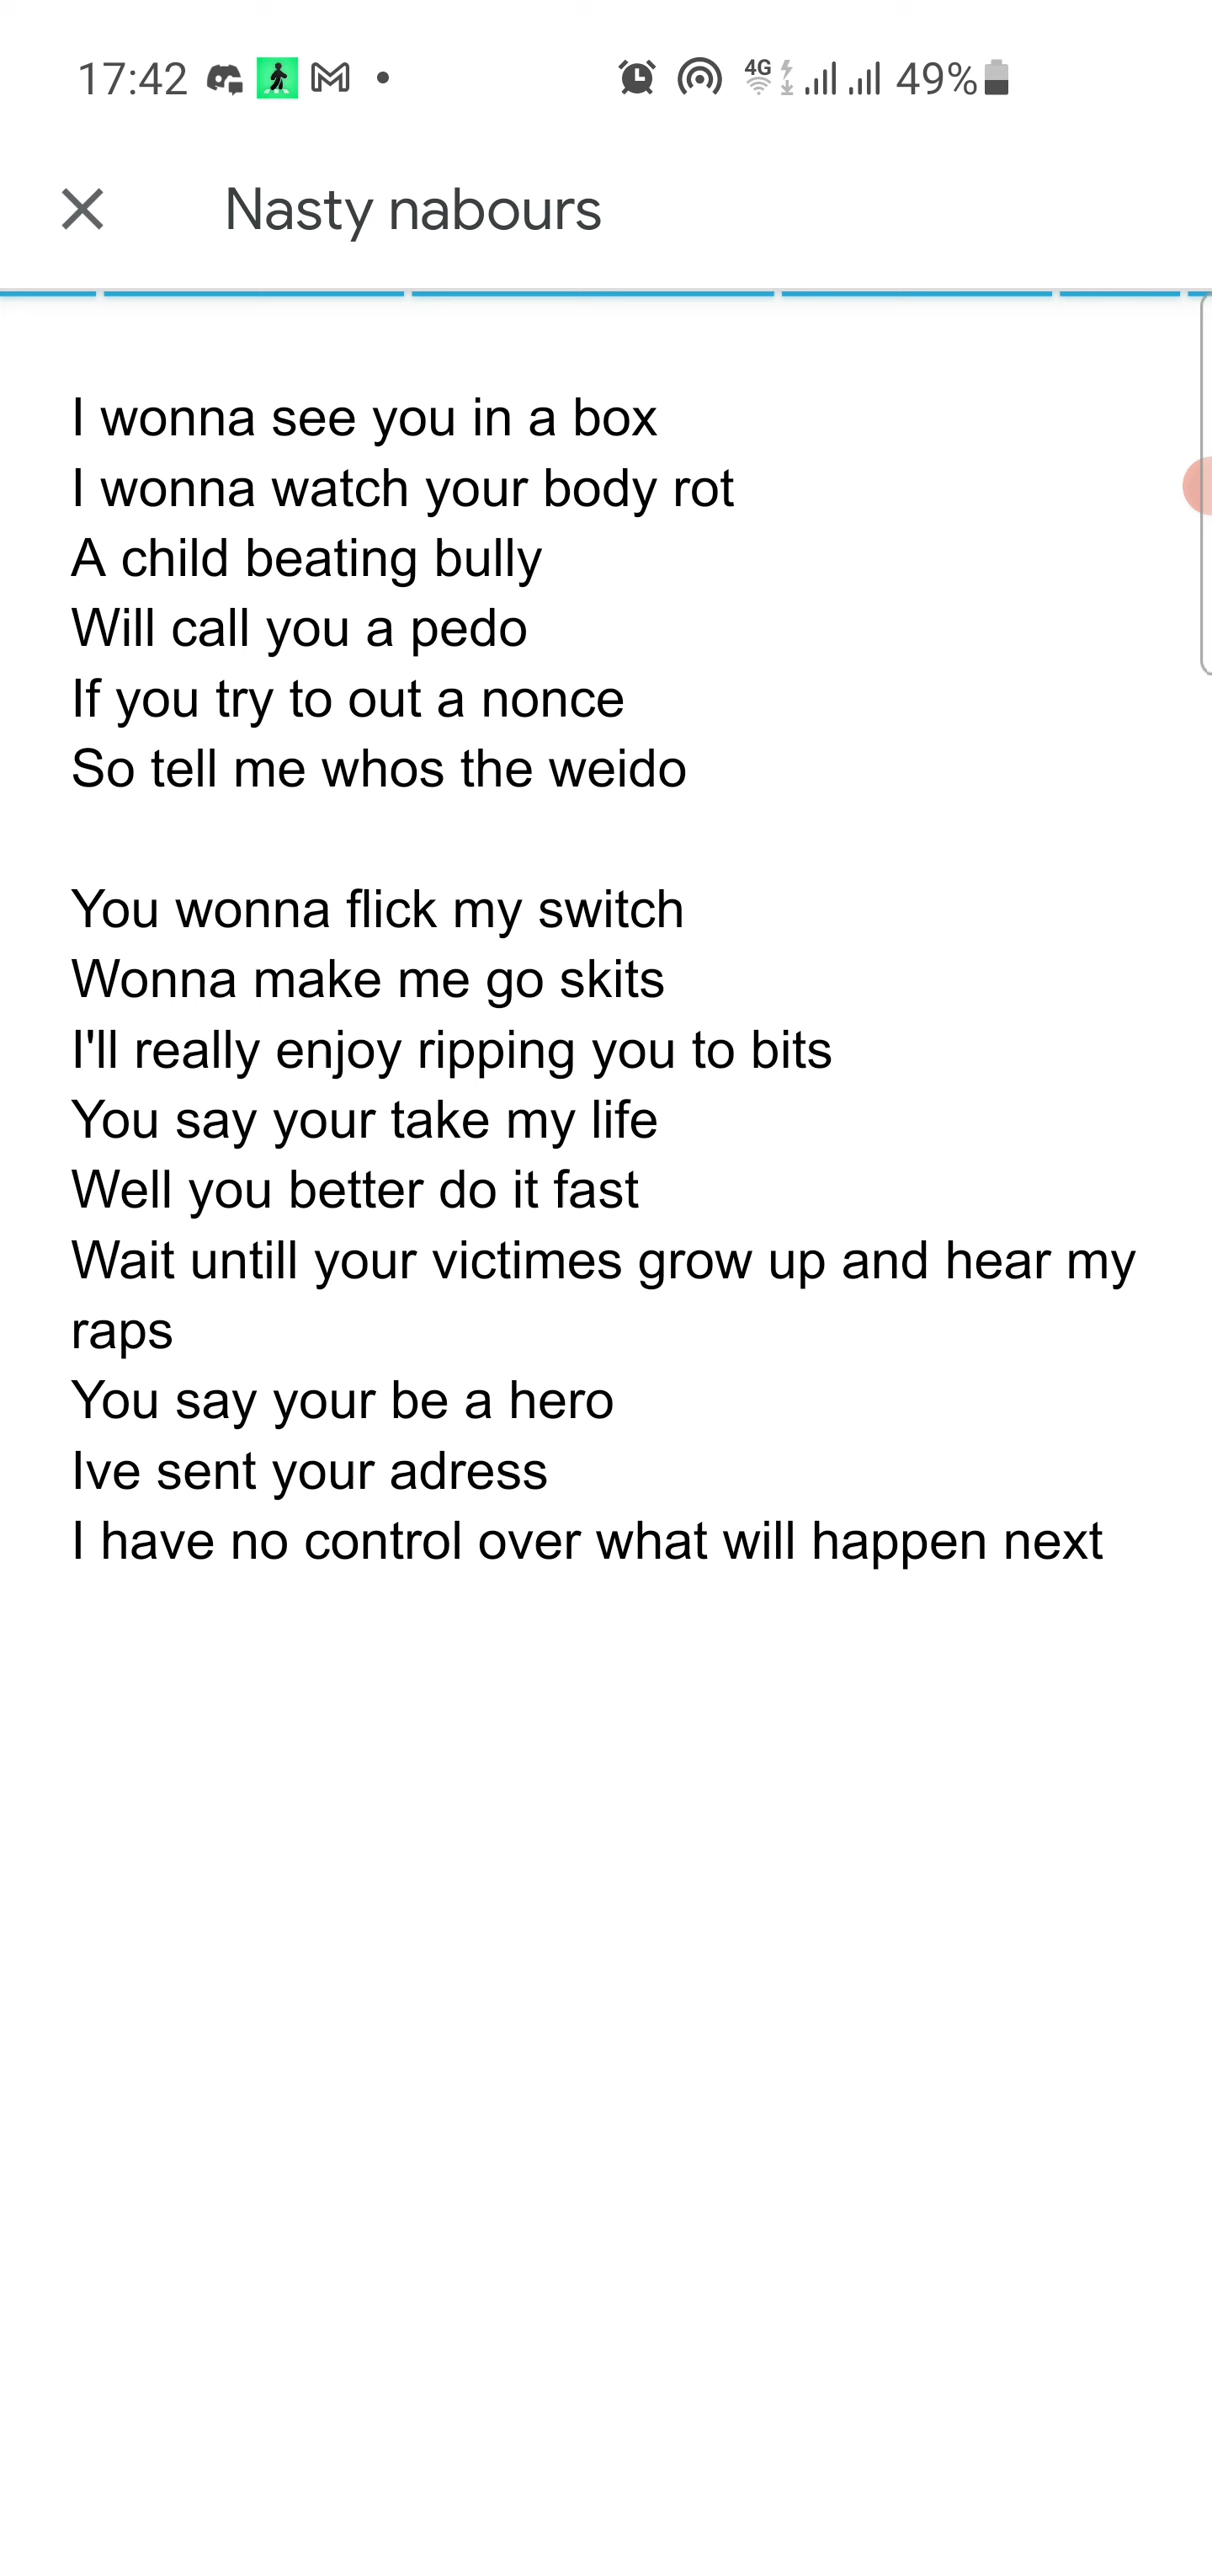 17:42 4G 49%
Nasty nabours
I wonna see you in a box
I wonna watch your body rot
A child beating bully
Will call you a pedo
If you try to out a nonce
So tell me whos the weido
You wonna flick my switch
Wonna make me go skits
I'll really enjoy ripping you to bits
You say your take my life
Well you better do it fast
Wait untill your victimes grow up and hear my
raps
You say your be a hero
Ive sent your adress
I have no control over what will happen next